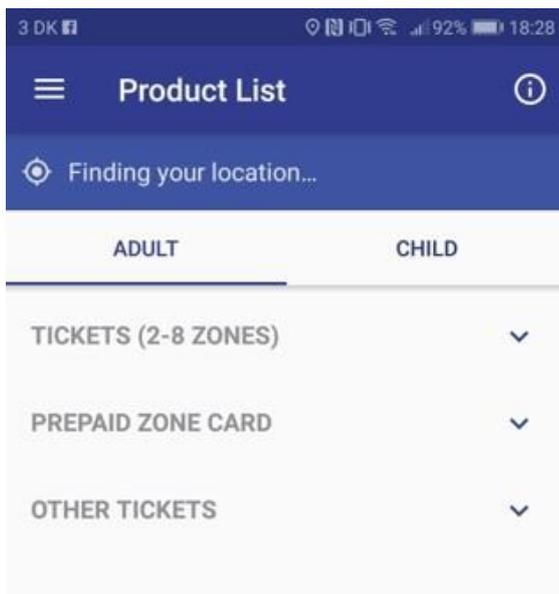 3 DK 92% 18:28
Product List
Finding your location...
ADULT CHILD
TICKETS (2-8 ZONES)
PREPAID ZONE CARD
OTHER TICKETS